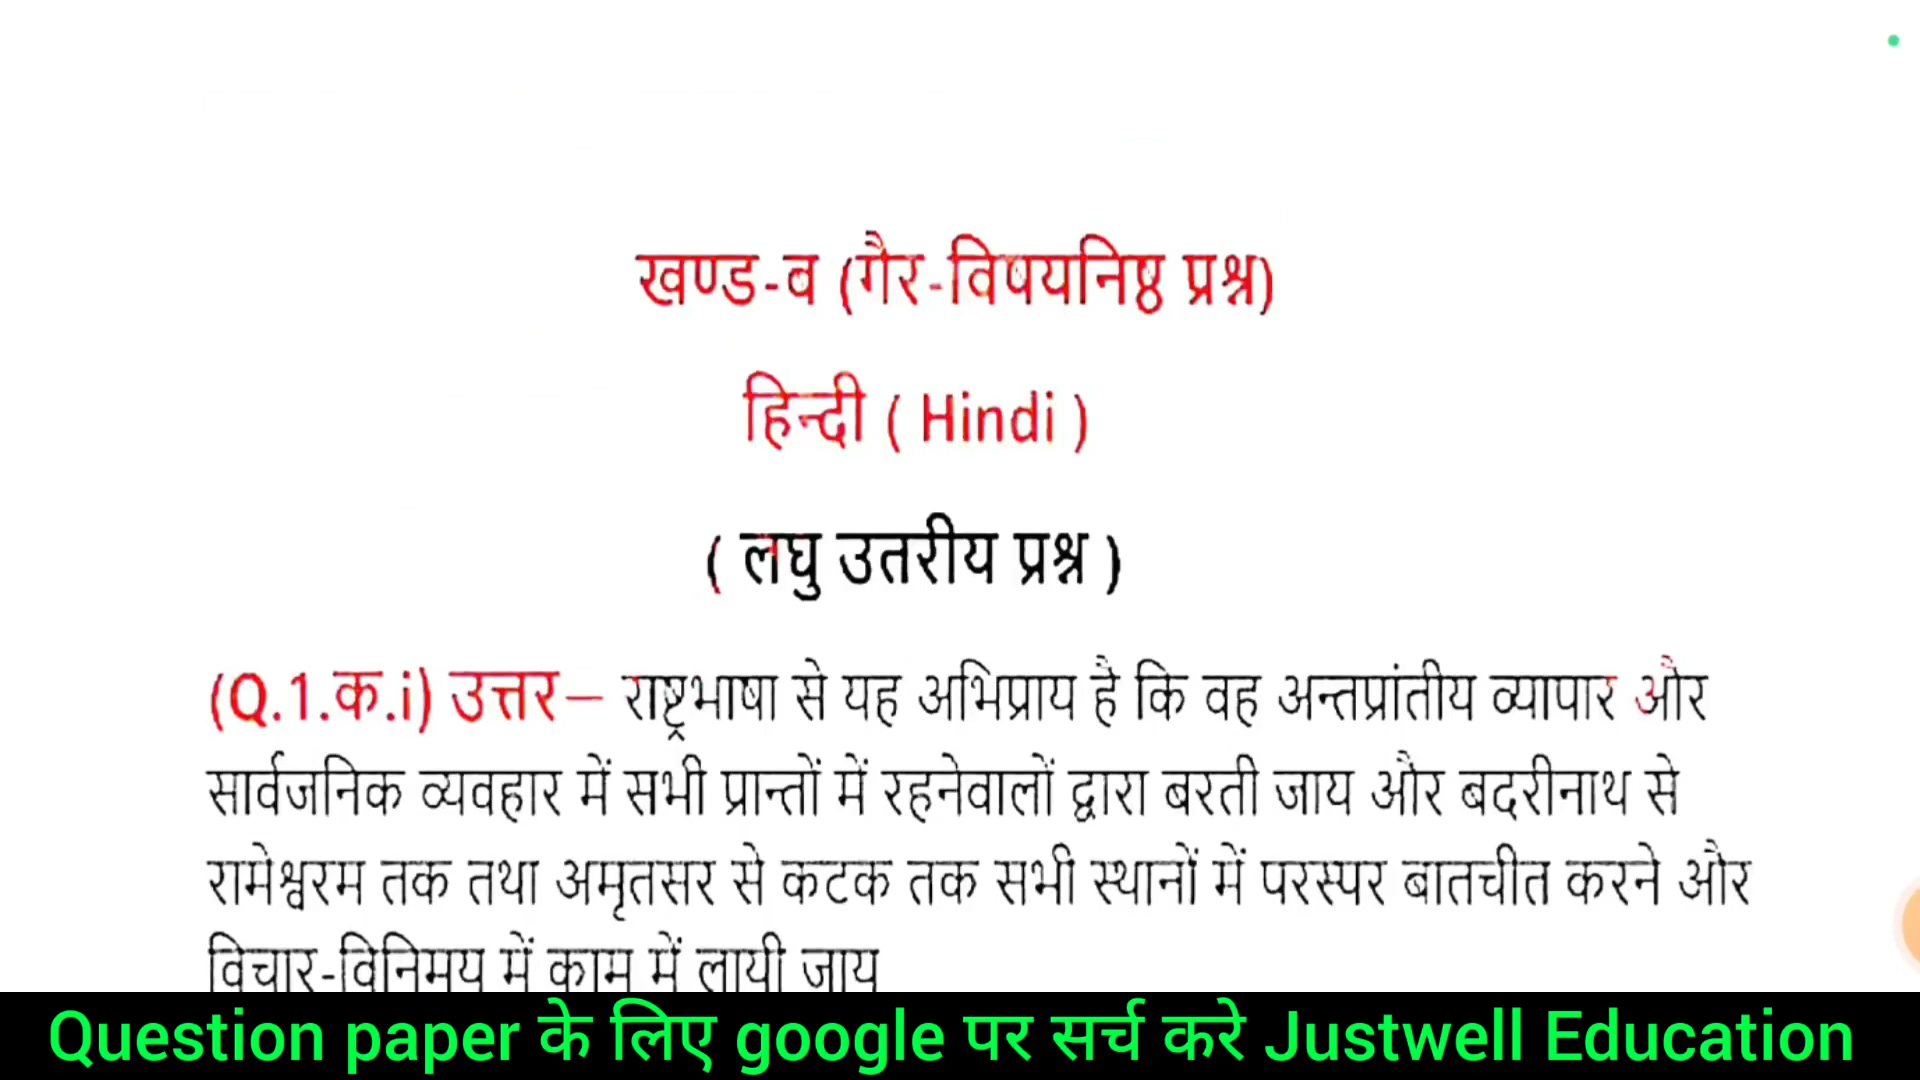 खण्ड-व (गैर-विषयनिष्ठ प्रश्न)
हिन्दी ( Hindi )
( लघु उतरीय प्रश्न )
(Q.1.क.i) उत्तर– राष्ट्रभाषा से यह अभिप्राय है कि वह अन्तप्रांतीय व्यापार और
सार्वजनिक व्यवहार में सभी प्रान्तों में रहनेवालों द्वारा बरती जाय और बदरीनाथ से
रामेश्वरम तक तथा अमृतसर से कटक तक सभी स्थानों में परस्पर बातचीत करने और
विचार-विनिमय में काम में लायी जाय
Question paper के लिए google पर सर्च करे Justwell Education